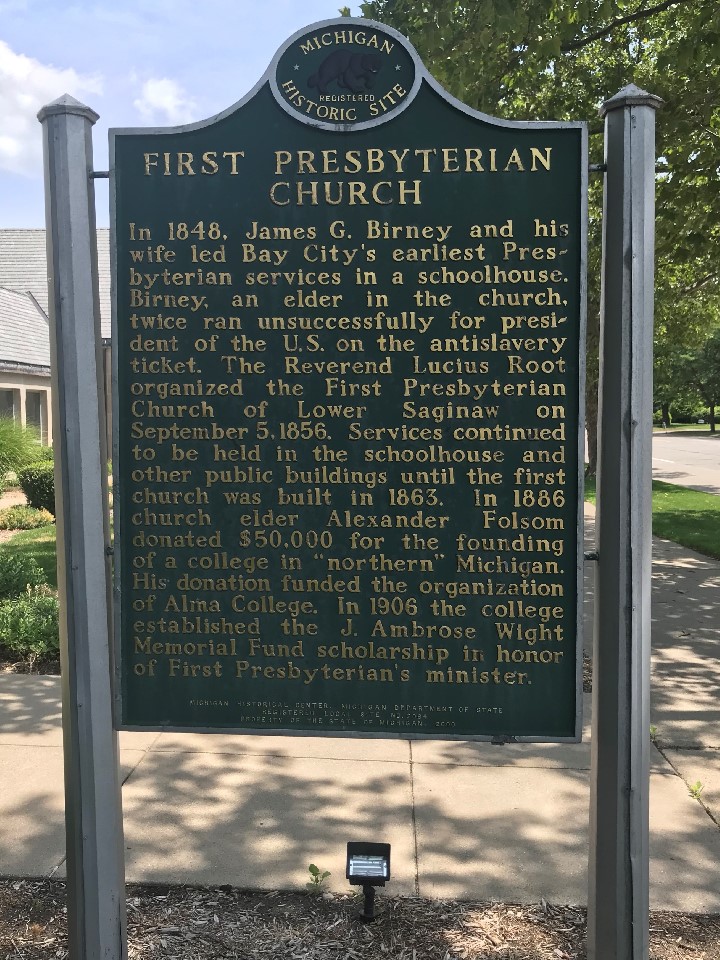 MICHIGAN
REGISTERED
HISTORIC SITE
FIRST PRESBYTERIAN
CHURCH
In 1848, James G. Birney and his
wife led Bay City's earliest Pres-
byterian services in a schoolhouse.
Birney, an elder in the church,
twice ran unsuccessfully for presi-
dent of the U.S. on the antislavery
ticket. The Reverend Lucius Root
organized the First Presbyterian
Church of Lower Saginaw on
September 5, 1856. Services continued
to be held in the schoolhouse and
other public buildings until the first
church was built in 1863. In 1886
church elder Alexander Folsom
donated $50,000 for the founding
of a college in "northern" Michigan.
His donation funded the organization
of Alma College. In 1906 the college
established the J. Ambrose Wight
Memorial Fund scholarship in honor
of First Presbyterian's minister.
MICHIGAN HISTORICAL CENTER, MICHIGAN DEPARTMENT OF STATE
REGISTERED LOCAL SITE NO.
PROPERTY OF THE STATE OF MICHIGAN,